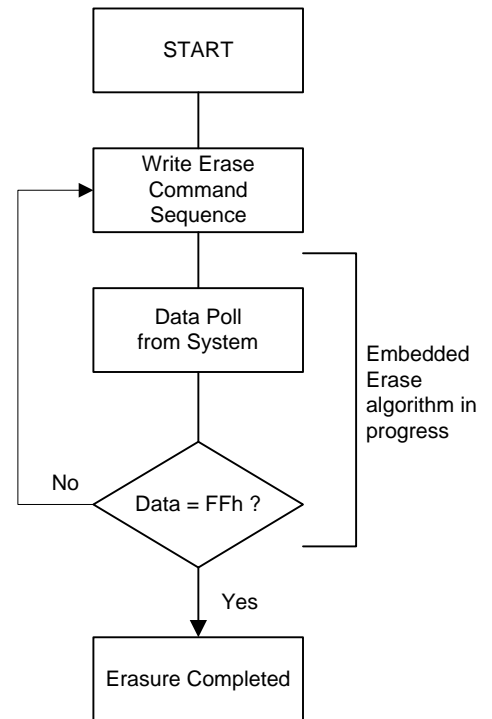 START
Write Erase
Command
Sequence
Data Poll
from System
Embedded
Erase
algorithm in
progress
No
Data = FFh ?
Yes
Erasure Completed